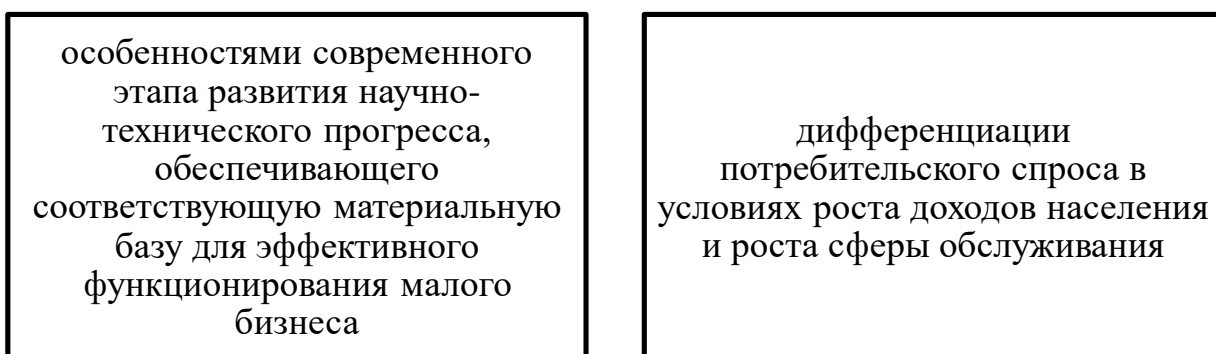 особенностями современного
этапа развития научно-
технического прогресса,
обеспечивающего
соответствующую материальную
базу для эффективного
функционирования малого
бизнеса
дифференциации
потребительского спроса в
условиях роста доходов населения
и роста сферы обслуживания